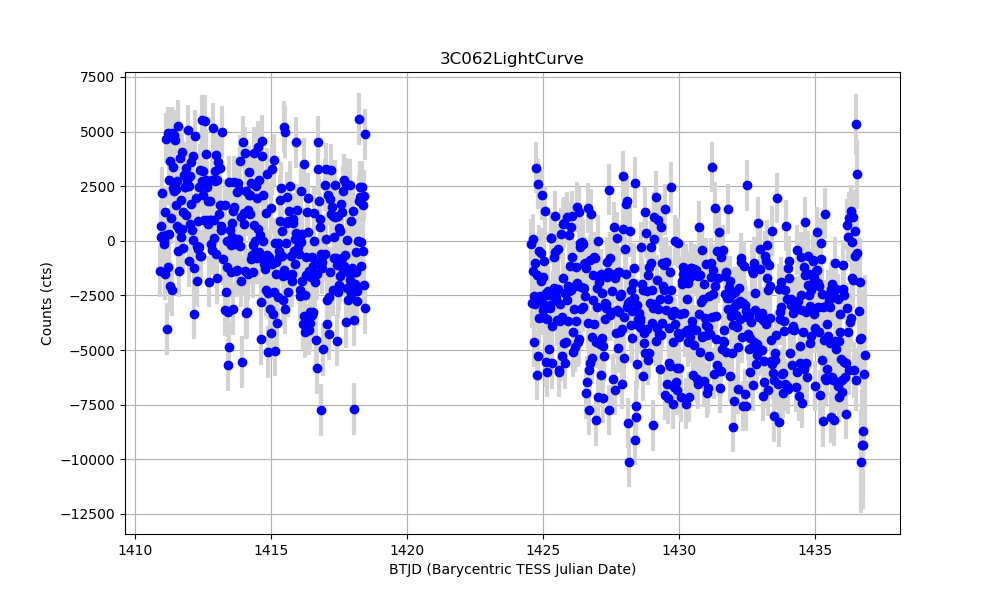 3C062LightCurve
7500
5000
2500
0
−2500
−5000
−7500
−10000
−12500
Counts (cts)
1410 1415 1420 1425 1430 1435
BTJD (Barycentric TESS Julian Date)